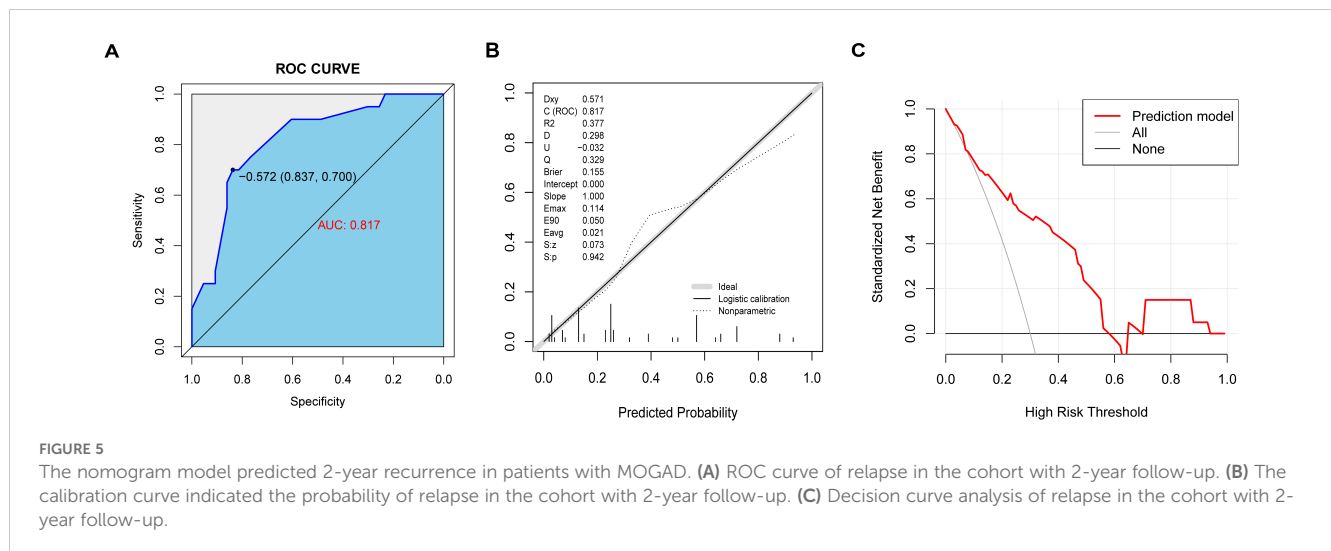 A
ROC CURVE
Sensitivity
1.0
0.8
0.6
0.4
0.2
0.0
−0.572 (0.837, 0.700)
AUC: 0.817
1.0 0.8 0.6 0.4 0.2 0.0
Specificity
B
1.0
0.8
0.6
0.4
0.2
0.0
Dxy 0.571
C (ROC) 0.817
R2 0.377
D 0.298
U −0.032
Q 0.329
Brier 0.155
Intercept 0.000
Slope 1.000
Emax 0.114
E90 0.050
Eavg 0.021
S:z 0.073
S:p 0.942
Ideal
Logistic calibration
Nonparametric
0.0 0.2 0.4 0.6 0.8 1.0
Predicted Probability
C
Standardized Net Benefit
1.0
0.8
0.6
0.4
0.2
0.0
Prediction model
All
None
0.0 0.2 0.4 0.6 0.8 1.0
High Risk Threshold
FIGURE 5
The nomogram model predicted 2-year recurrence in patients with MOGAD. (A) ROC curve of relapse in the cohort with 2-year follow-up. (B) The
calibration curve indicated the probability of relapse in the cohort with 2-year follow-up. (C) Decision curve analysis of relapse in the cohort with 2-
year follow-up.